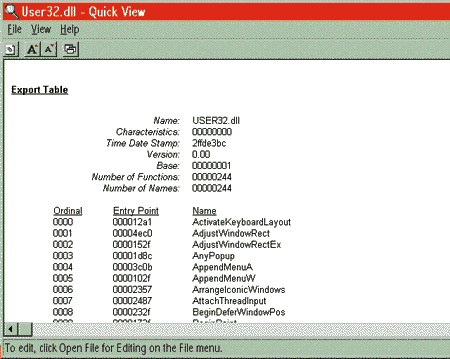 User32.dll - Quick View
File View Help
Export Table
Name: USER32.dll
Characteristics: 00000000
Time Date Stamp: 2ffde3bc
Version: 0.00
Base: 00000001
Number of Functions: 00000244
Number of Names: 00000244
Ordinal Entry Point Name
0000 000012a1 ActivateKeyboardLayout
0001 00004ec0 AdjustWindowRect
0002 0000152f AdjustWindowRectEx
0003 00001d8c AnyPopup
0004 00003c0b AppendMenuA
0005 0000102f AppendMenuW
0006 00002357 ArrangeIconicWindows
0007 00002487 AttachThreadInput
0008 0000232f BeginDeferWindowPos
To edit, click Open File for Editing on the File menu.